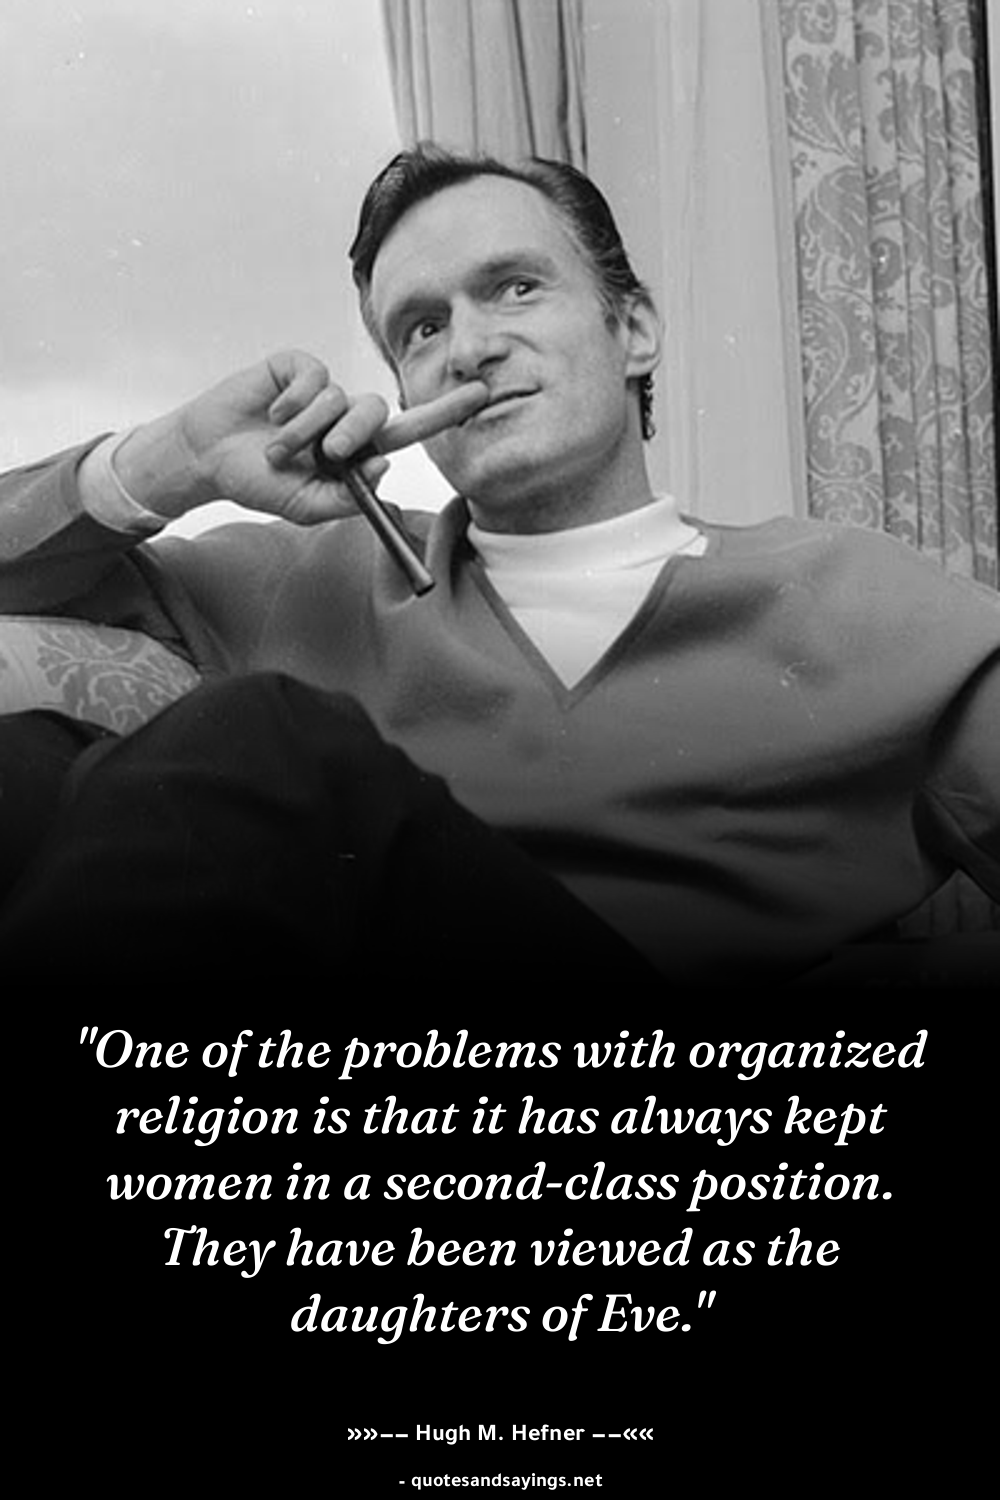 "One of the problems with organized
religion is that it has always kept
women in a second-class position.
They have been viewed as the
daughters of Eve."
»»–– Hugh M. Hefner ––««
- quotesandsayings.net